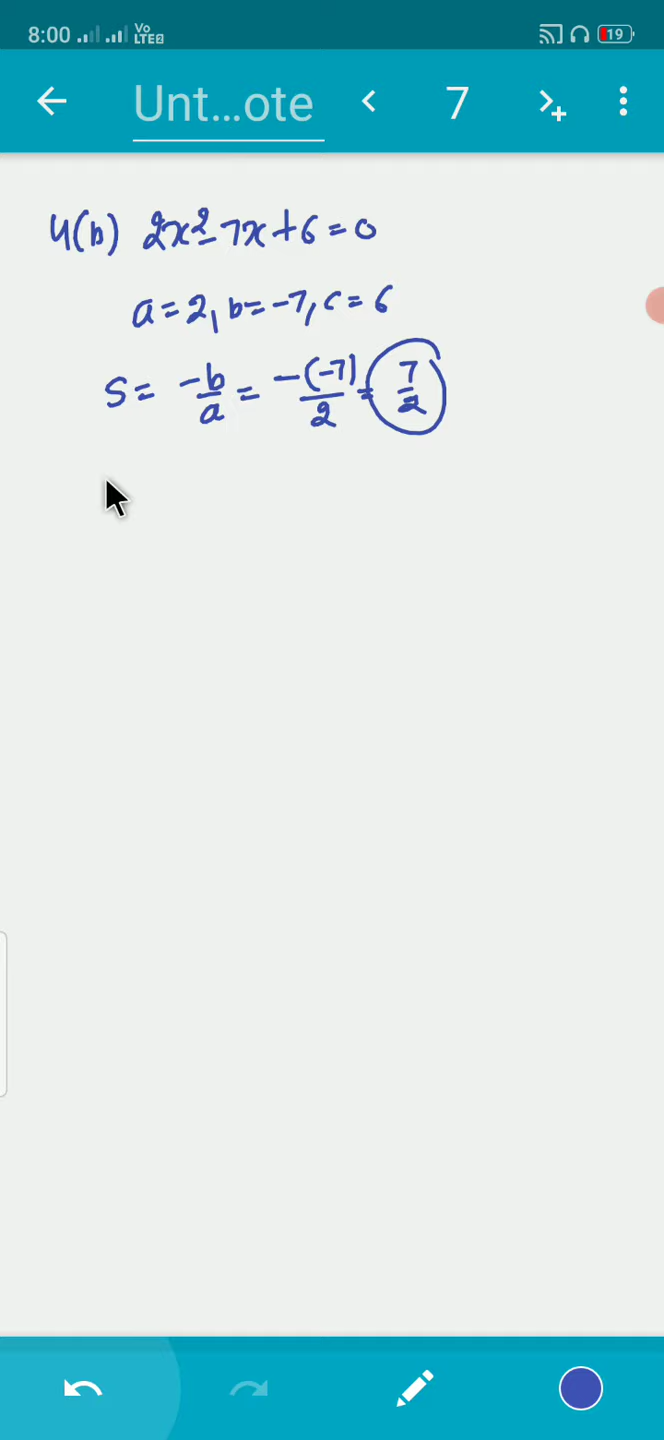 8:00 Vo LTE2 19
Unt...ote < 7
4(b) 2x²-7x+6=0
a=2, b=-7, c=6
S = -b/a = -(-7)/2 = 7/2